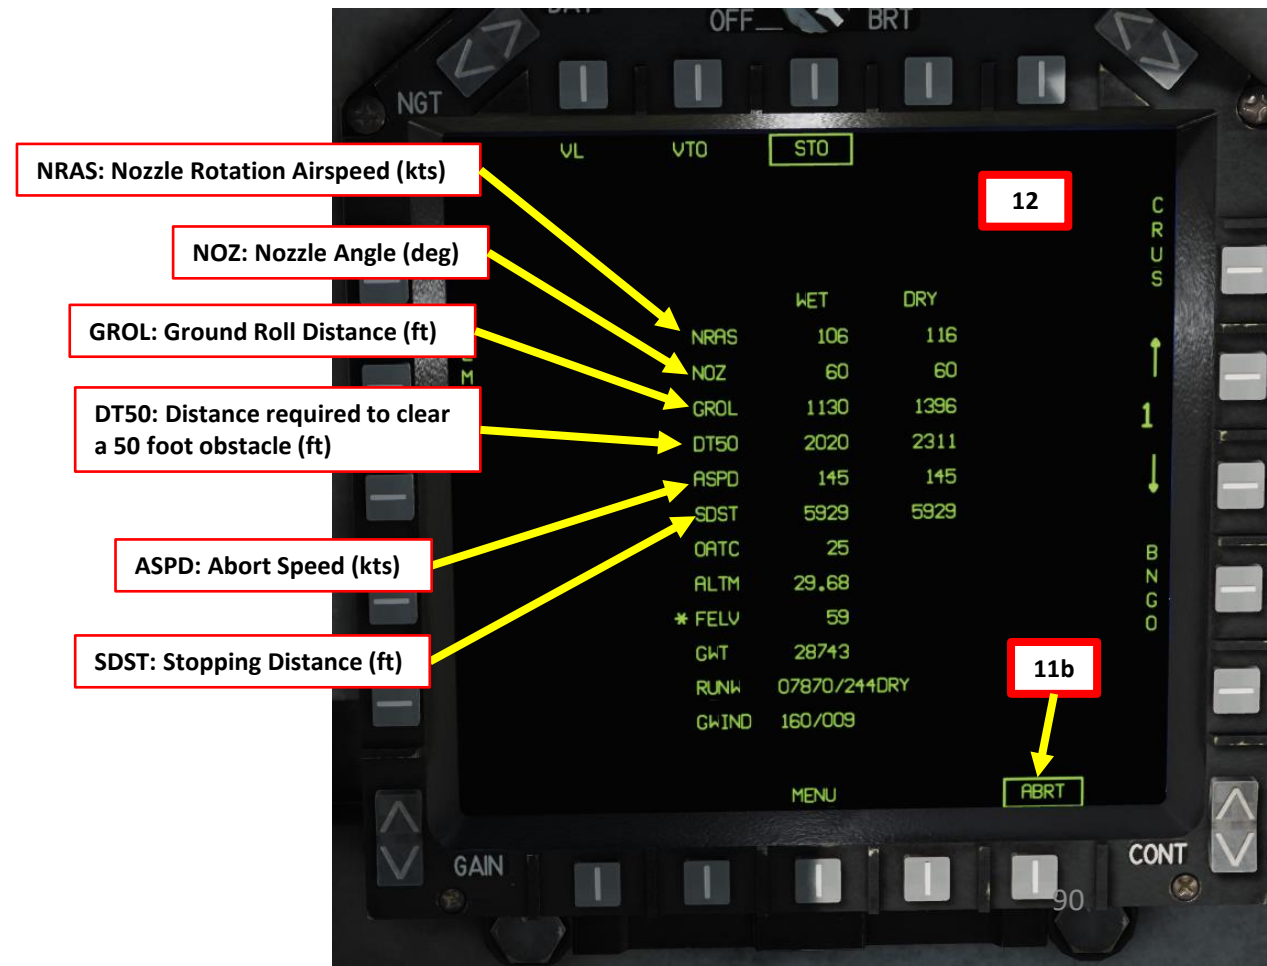 OFF
BRT
NGT
VL VTO STO
NRAS: Nozzle Rotation Airspeed (kts)
12
CRUS
NOZ: Nozzle Angle (deg)
WET DRY
GROL: Ground Roll Distance (ft)
NRAS 106 116
M
NOZ 60 60
DT50: Distance required to clear
a 50 foot obstacle (ft)
GROL 1130 1396
1
DT50 2020 2311
ASPD 145 145
SDST 5929 5929
ASPD: Abort Speed (kts)
OATC 25
BNGO
ALTM 29.68
* FELV 59
SDST: Stopping Distance (ft)
GWT 28743
11b
RUNW 07870/244DRY
GWIND 160/009
MENU
ABRT
GAIN
CONT
90